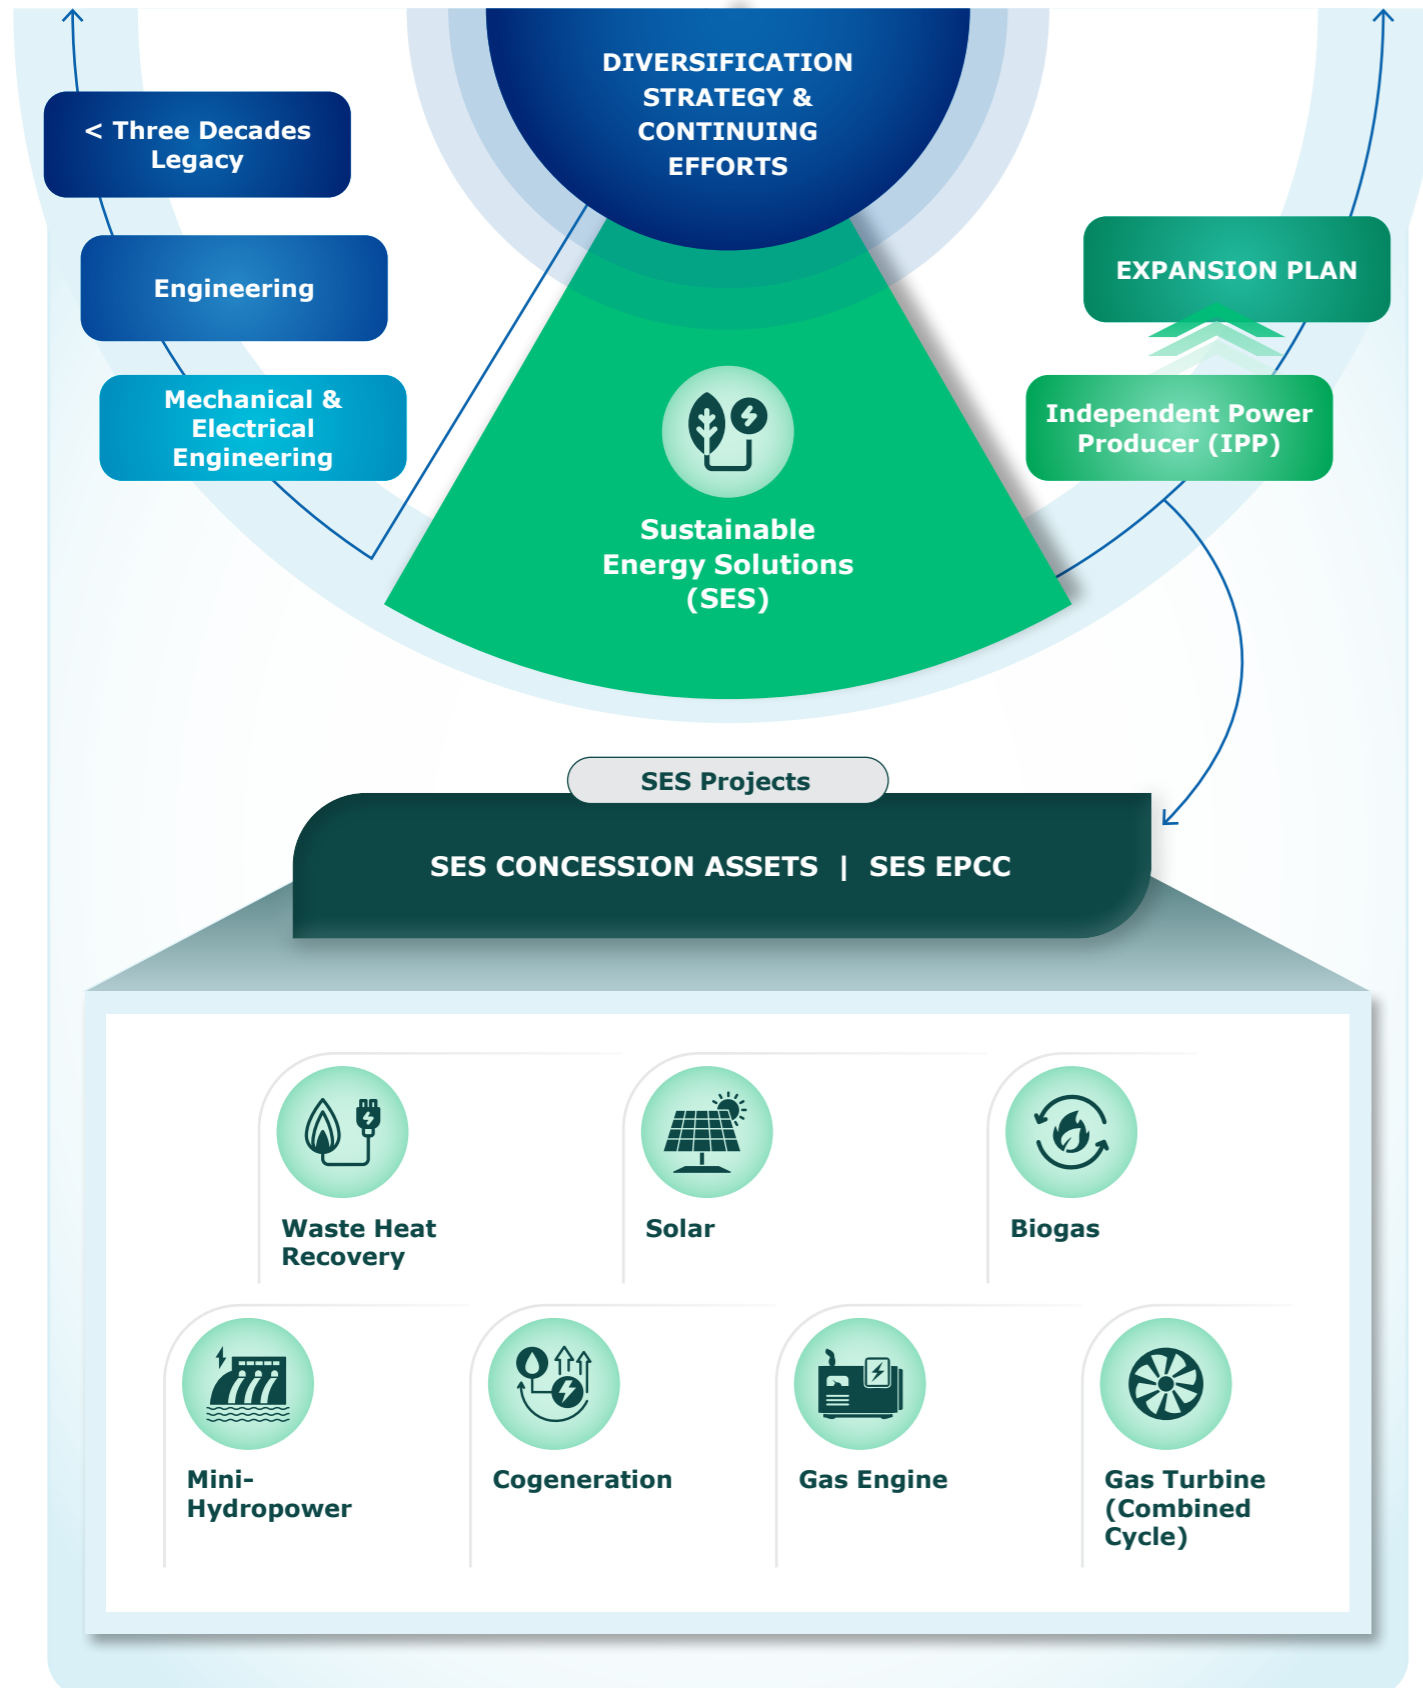 DIVERSIFICATION
STRATEGY &
CONTINUING
EFFORTS
< Three Decades
Legacy
Engineering
Mechanical &
Electrical
Engineering
EXPANSION PLAN
Independent Power
Producer (IPP)
Sustainable
Energy Solutions
(SES)
SES Projects
SES CONCESSION ASSETS | SES EPCC
Waste Heat
Recovery
Solar
Biogas
Mini-
Hydropower
Cogeneration
Gas Engine
Gas Turbine
(Combined
Cycle)